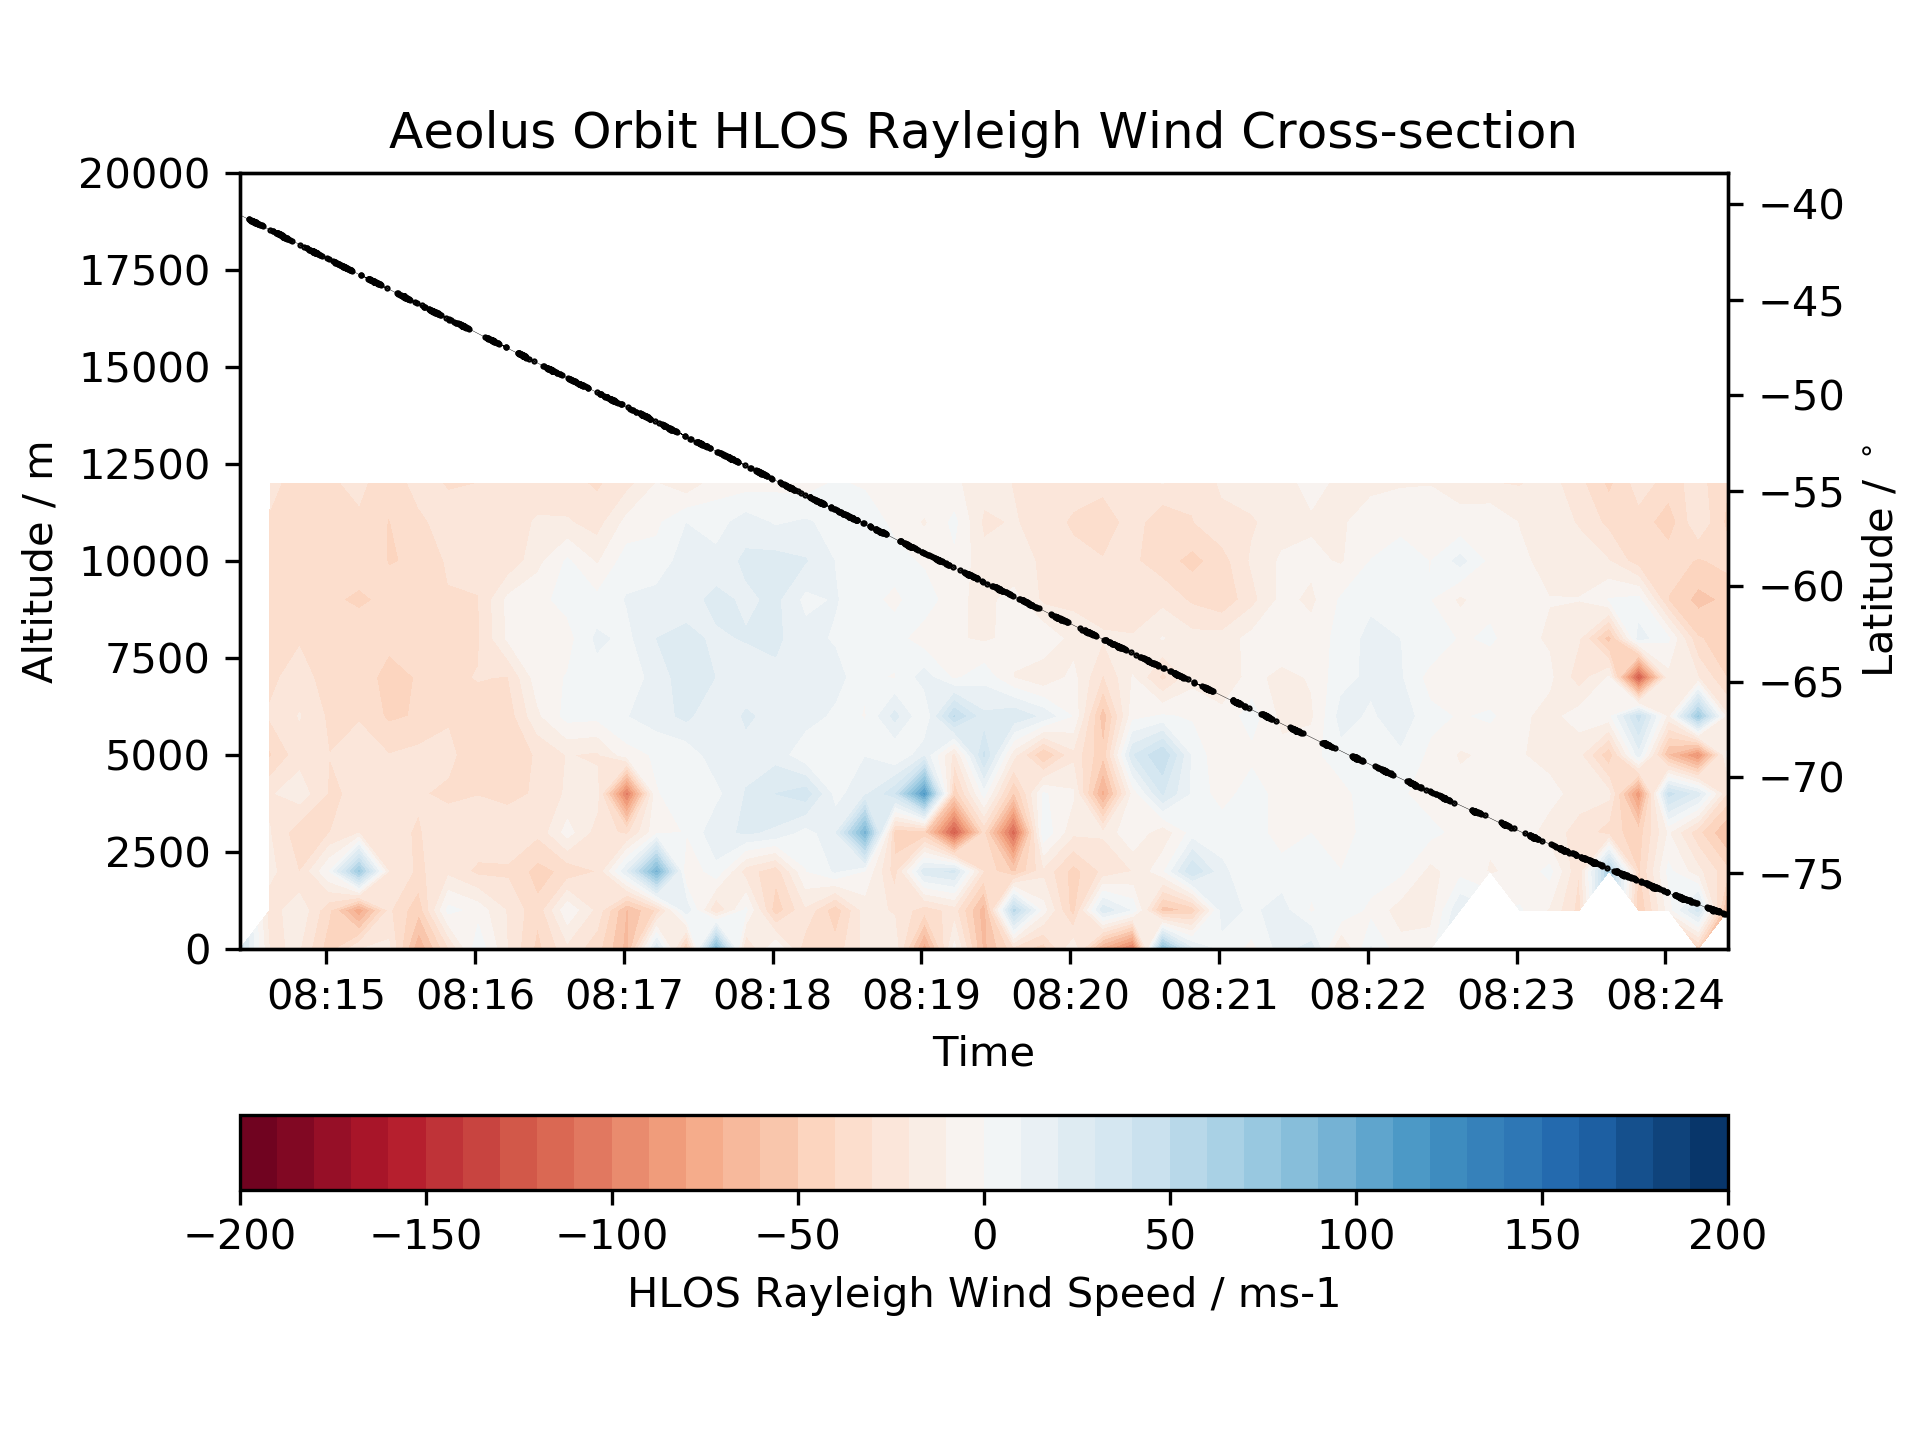 Aeolus Orbit HLOS Rayleigh Wind Cross-section
20000
17500
15000
12500
10000
7500
5000
2500
0
Altitude / m
−40
−45
−50
−55
−60
−65
−70
−75
Latitude / °
08:15 08:16 08:17 08:18 08:19 08:20 08:21 08:22 08:23 08:24
Time
−200 −150 −100 −50 0 50 100 150 200
HLOS Rayleigh Wind Speed / ms-1